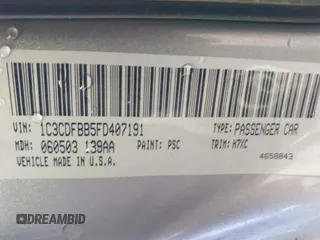 VIN: 1C3CDFBB5FD407191 TYPE: PASSENGER CAR
MDH: 060503 139AA PAINT: PSC TRIM: H7XC
VEHICLE MADE IN U.S.A. 4658843
DREAMBID